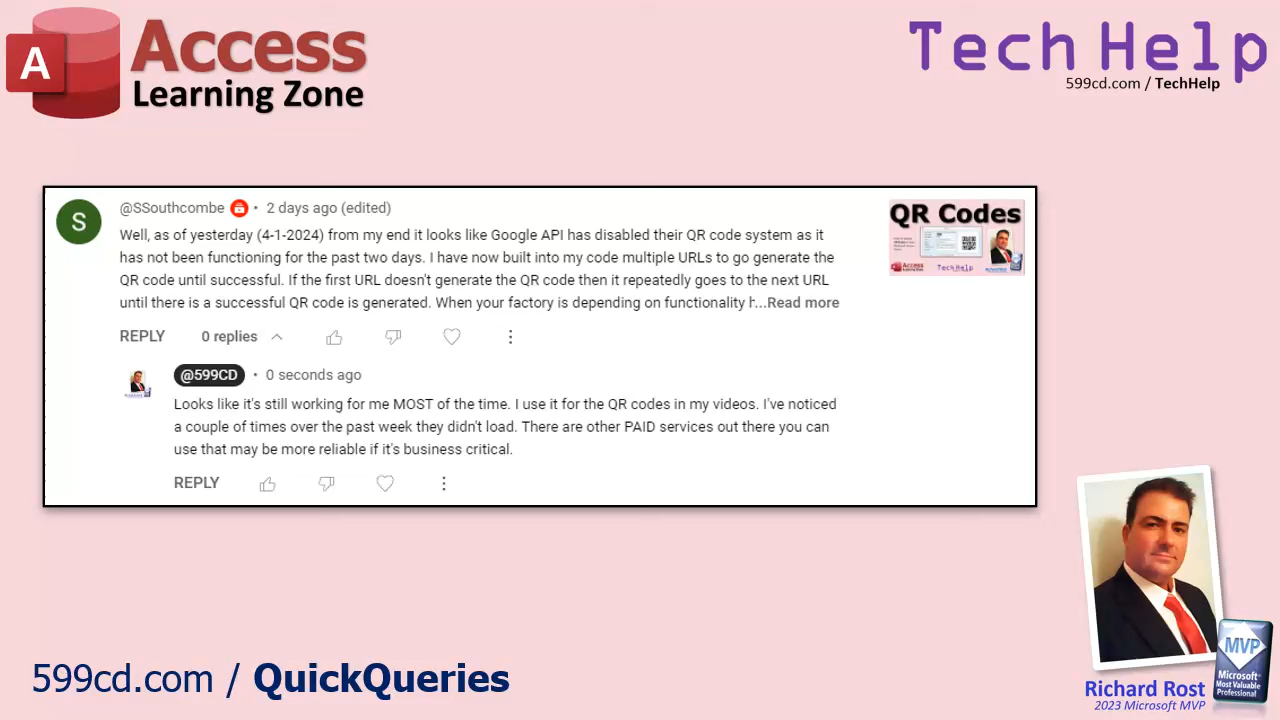 A Access
Learning Zone
Tech Help
599cd.com / TechHelp
S @SSouthcombe • 2 days ago (edited)
Well, as of yesterday (4-1-2024) from my end it looks like Google API has disabled their QR code system as it
has not been functioning for the past two days. I have now built into my code multiple URLs to go generate the
QR code until successful. If the first URL doesn't generate the QR code then it repeatedly goes to the next URL
until there is a successful QR code is generated. When your factory is depending on functionality h...Read more
REPLY 0 replies
QR Codes
TechHelp
@599CD • 0 seconds ago
Looks like it's still working for me MOST of the time. I use it for the QR codes in my videos. I've noticed
a couple of times over the past week they didn't load. There are other PAID services out there you can
use that may be more reliable if it's business critical.
REPLY
599cd.com / QuickQueries
MVP
Microsoft
Most Valuable
Professional
Richard Rost
2023 Microsoft MVP